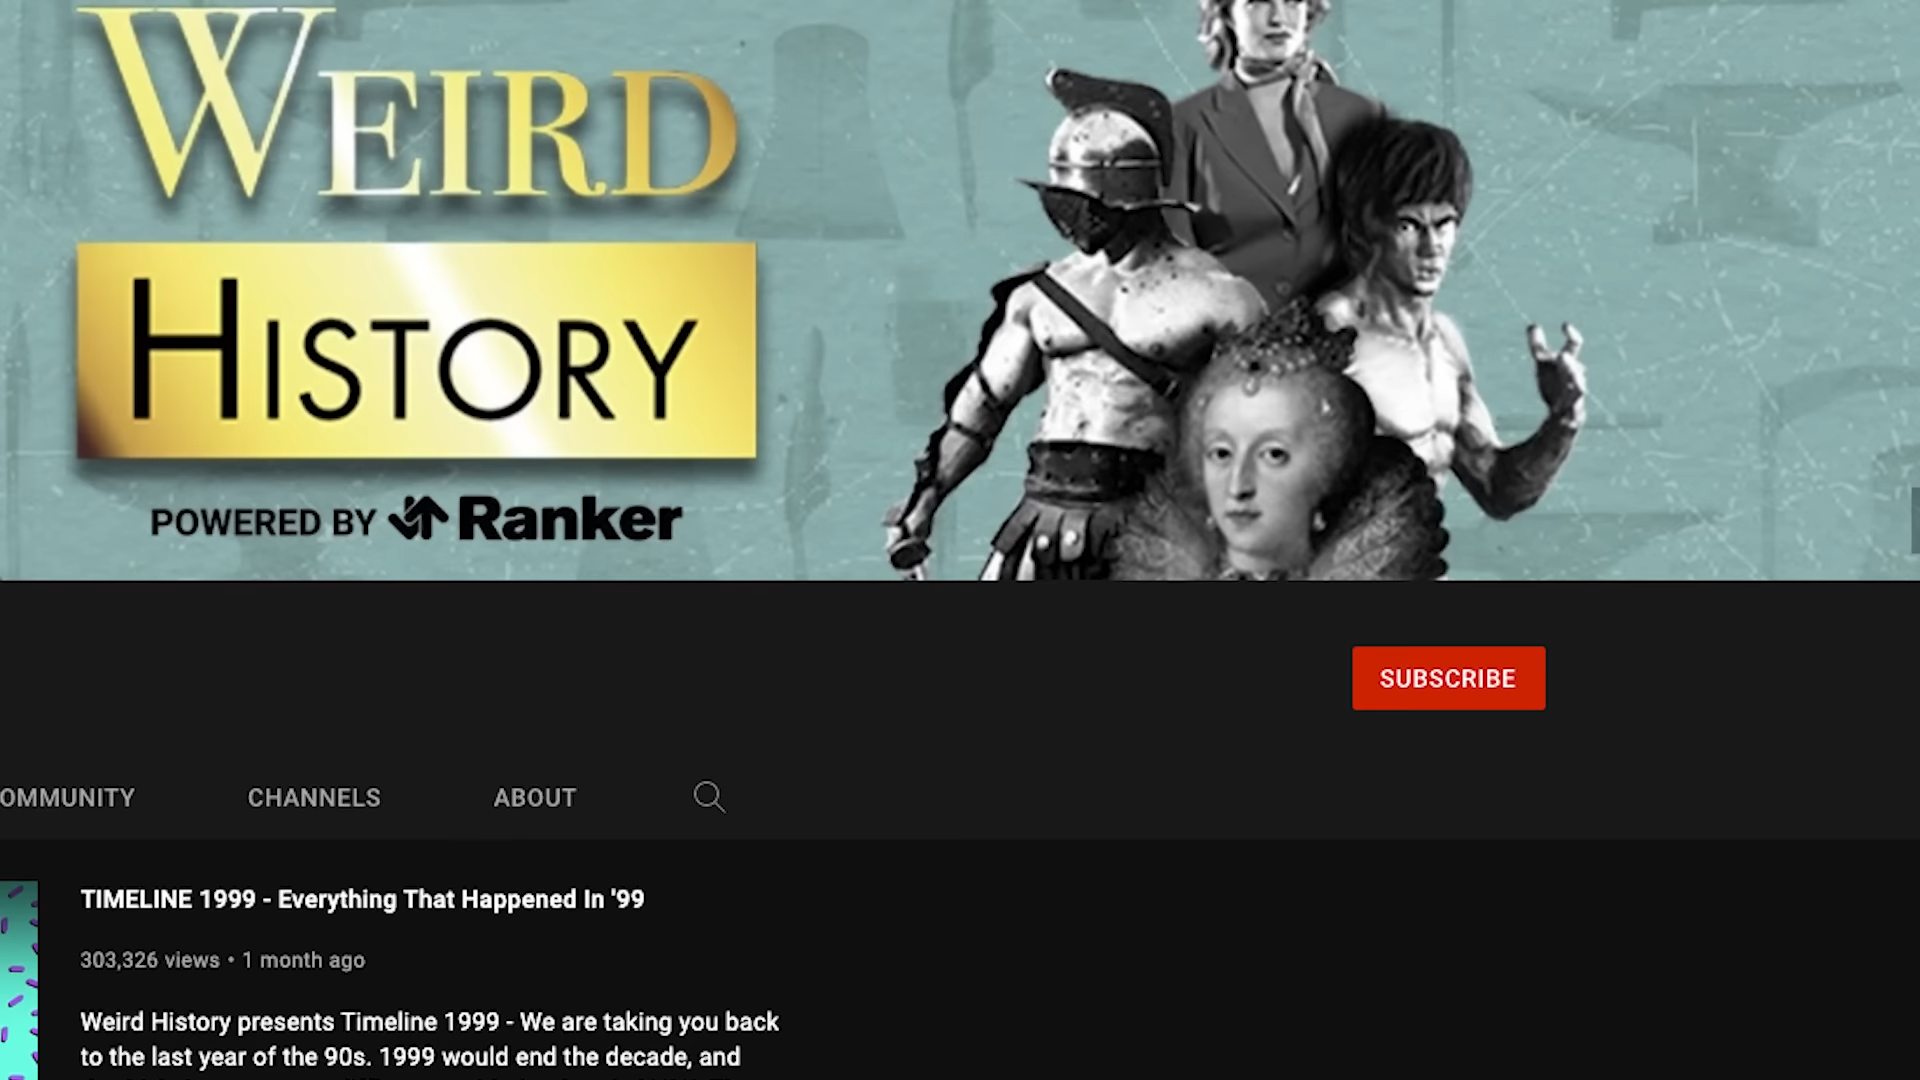 WEIRD
HISTORY
POWERED BY Ranker
SUBSCRIBE
OMMUNITY CHANNELS ABOUT
TIMELINE 1999 - Everything That Happened In '99
303,326 views • 1 month ago
Weird History presents Timeline 1999 - We are taking you back
to the last year of the 90s. 1999 would end the decade, and